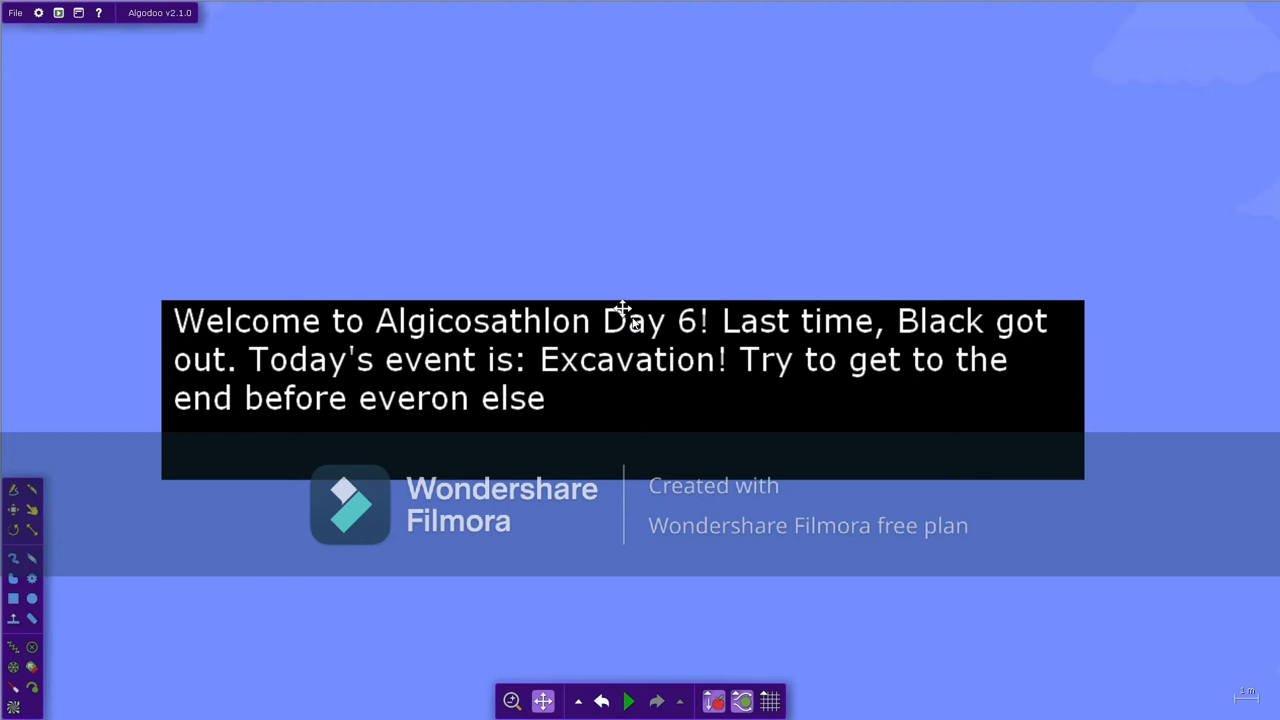 File
?
Algodoo v2.1.0
Welcome to Algicosathlon Day 6! Last time, Black got
out. Today's event is: Excavation! Try to get to the
end before everon else
Wondershare
Filmora
Created with
Wondershare Filmora free plan
1 m